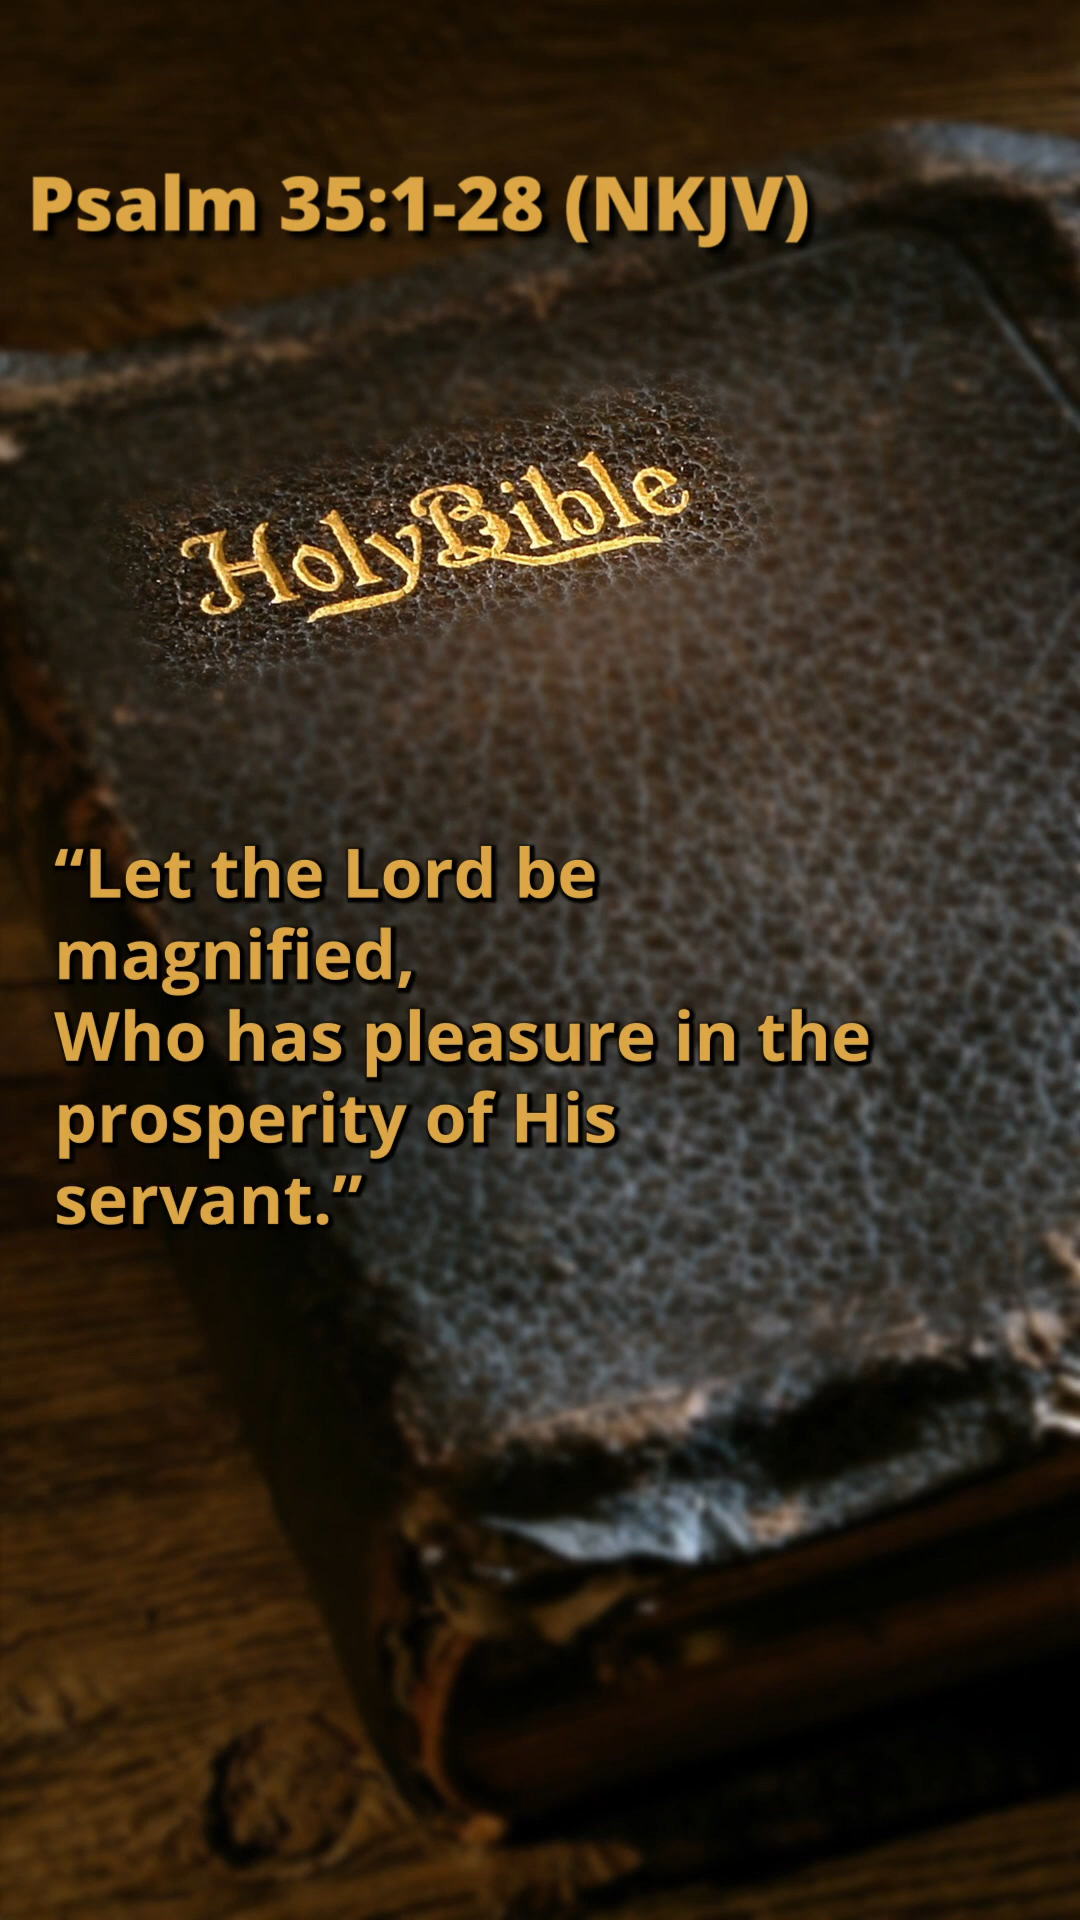 Psalm 35:1-28 (NKJV)
Holy Bible
“Let the Lord be
magnified,
Who has pleasure in the
prosperity of His
servant.”